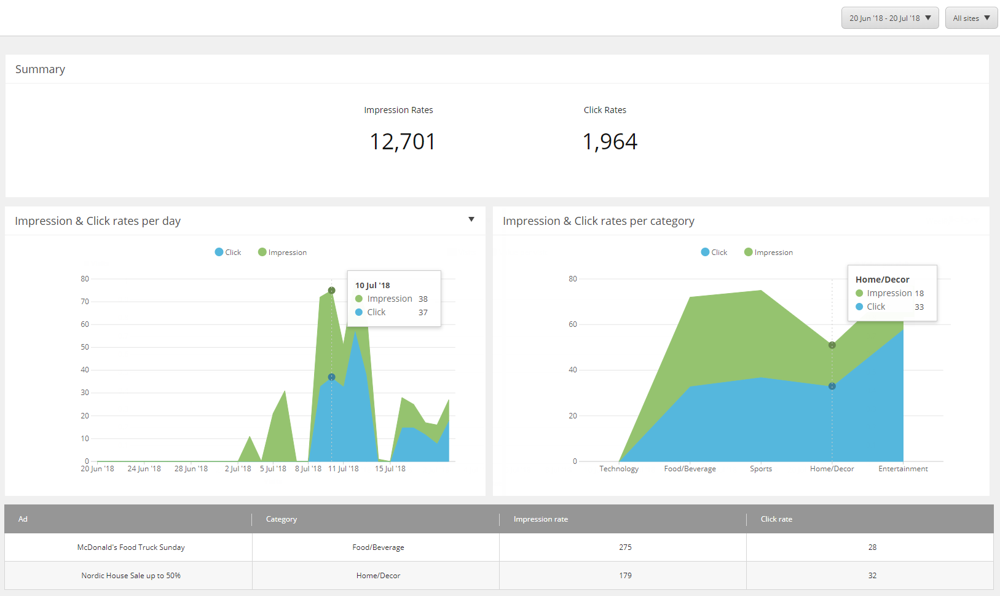 20 Jun '18 - 20 Jul '18 All sites
Summary
Impression Rates Click Rates
12,701 1,964
Impression & Click rates per day
Click Impression
80
70
60
50
40
30
20
10
0
20 Jun '18 24 Jun '18 28 Jun '18 2 Jul '18 5 Jul '18 8 Jul '18 11 Jul '18 15 Jul '18
10 Jul '18
Impression 38
Click 37
Impression & Click rates per category
Click Impression
80
60
40
20
0
Technology Food/Beverage Sports Home/Decor Entertainment
Home/Decor
Impression 18
Click 33
Ad Category Impression rate Click rate
McDonald's Food Truck Sunday Food/Beverage 275 28
Nordic House Sale up to 50% Home/Decor 179 32